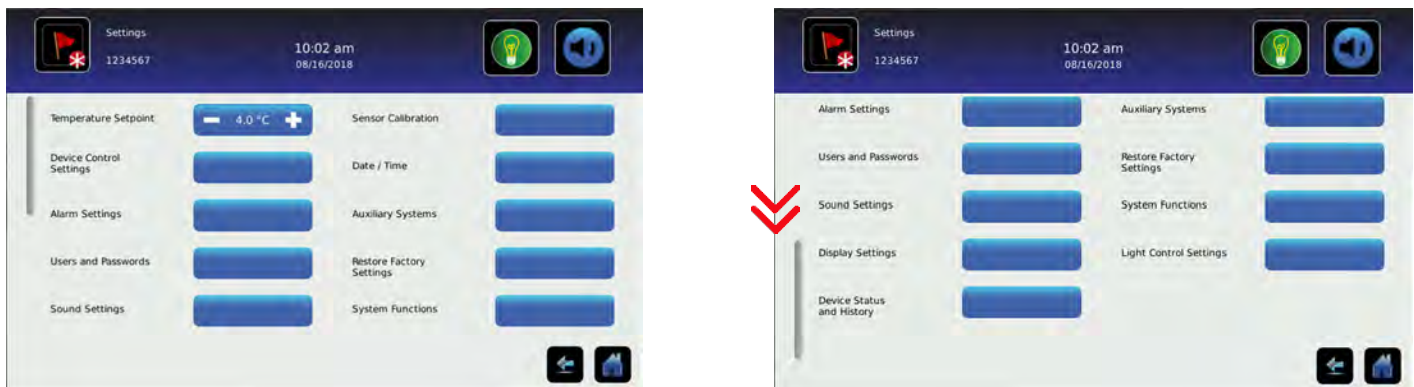 Settings
1234567
10:02 am
08/16/2018
Temperature Setpoint
4.0 °C
Sensor Calibration
Device Control
Settings
Date / Time
Alarm Settings
Auxiliary Systems
Users and Passwords
Restore Factory
Settings
Sound Settings
System Functions
Settings
1234567
10:02 am
08/16/2018
Alarm Settings
Auxiliary Systems
Users and Passwords
Restore Factory
Settings
Sound Settings
System Functions
Display Settings
Light Control Settings
Device Status
and History